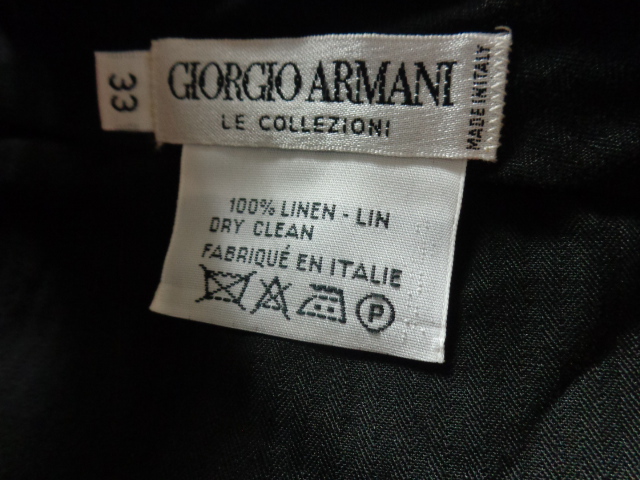 33
GIORGIO ARMANI
LE COLLEZIONI
MADE IN ITALY
100% LINEN - LIN
DRY CLEAN
FABRIQUÉ EN ITALIE
P